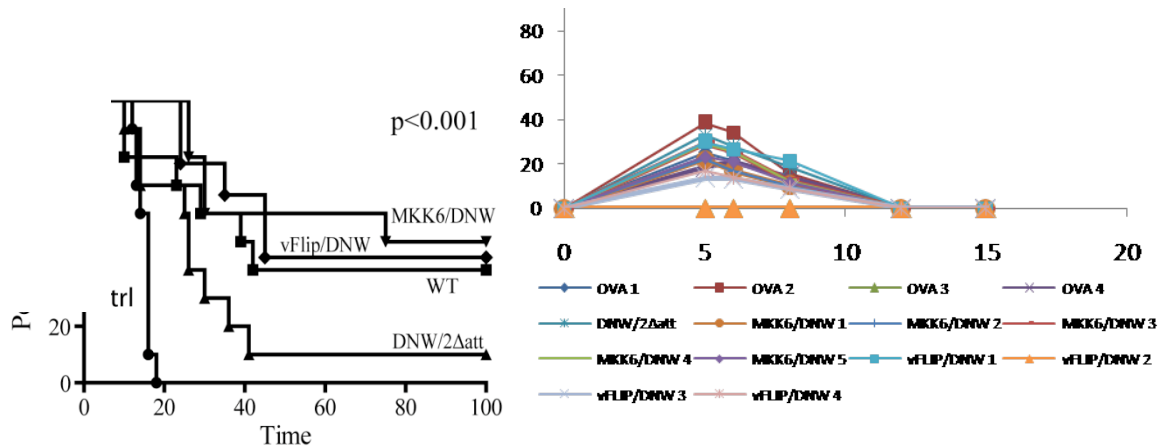 p<0.001
MKK6/DNW
vFlip/DNW
WT
trl
DNW/2Δatt
20
0
0 20 40 60 80 100
Time
80
60
40
20
0
0 5 10 15 20
OVA 1 OVA 2 OVA 3 OVA 4
DNW/2Δatt MKK6/DNW 1 MKK6/DNW 2 MKK6/DNW 3
MKK6/DNW 4 MKK6/DNW 5 vFLIP/DNW 1 vFLIP/DNW 2
vFLIP/DNW 3 vFLIP/DNW 4